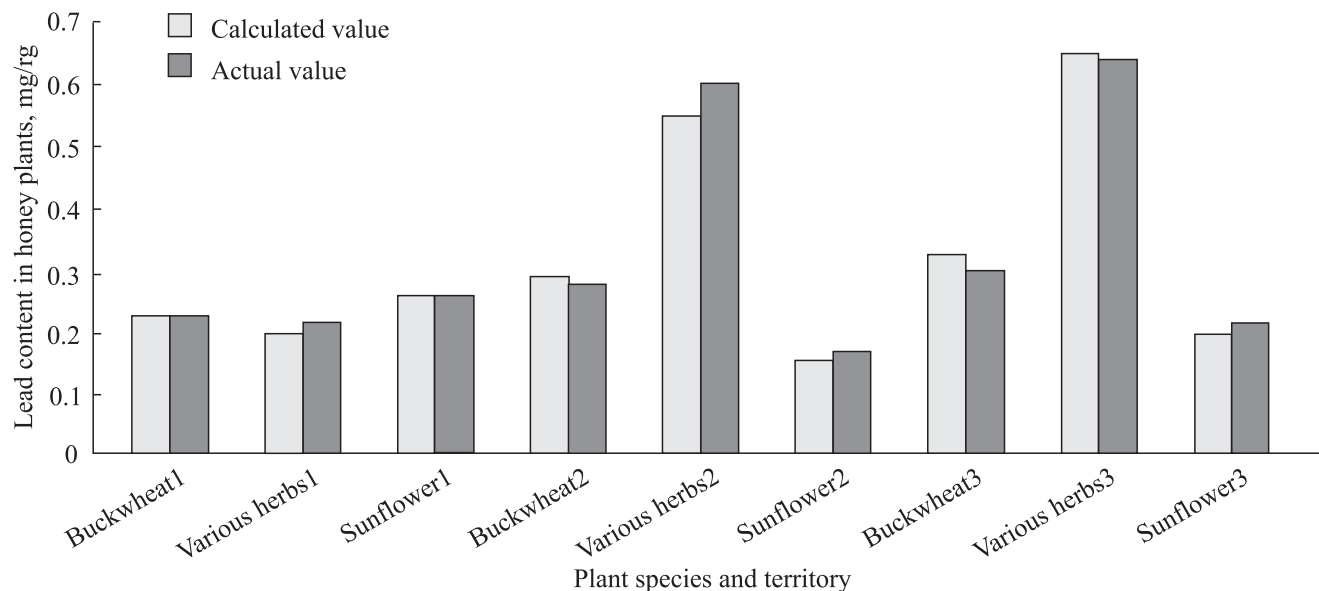 Lead content in honey plants, mg/rg
0.7
0.6
0.5
0.4
0.3
0.2
0.1
0
Calculated value
Actual value
Buckwheat1
Various herbs1
Sunflower1
Buckwheat2
Various herbs2
Sunflower2
Buckwheat3
Various herbs3
Sunflower3
Plant species and territory